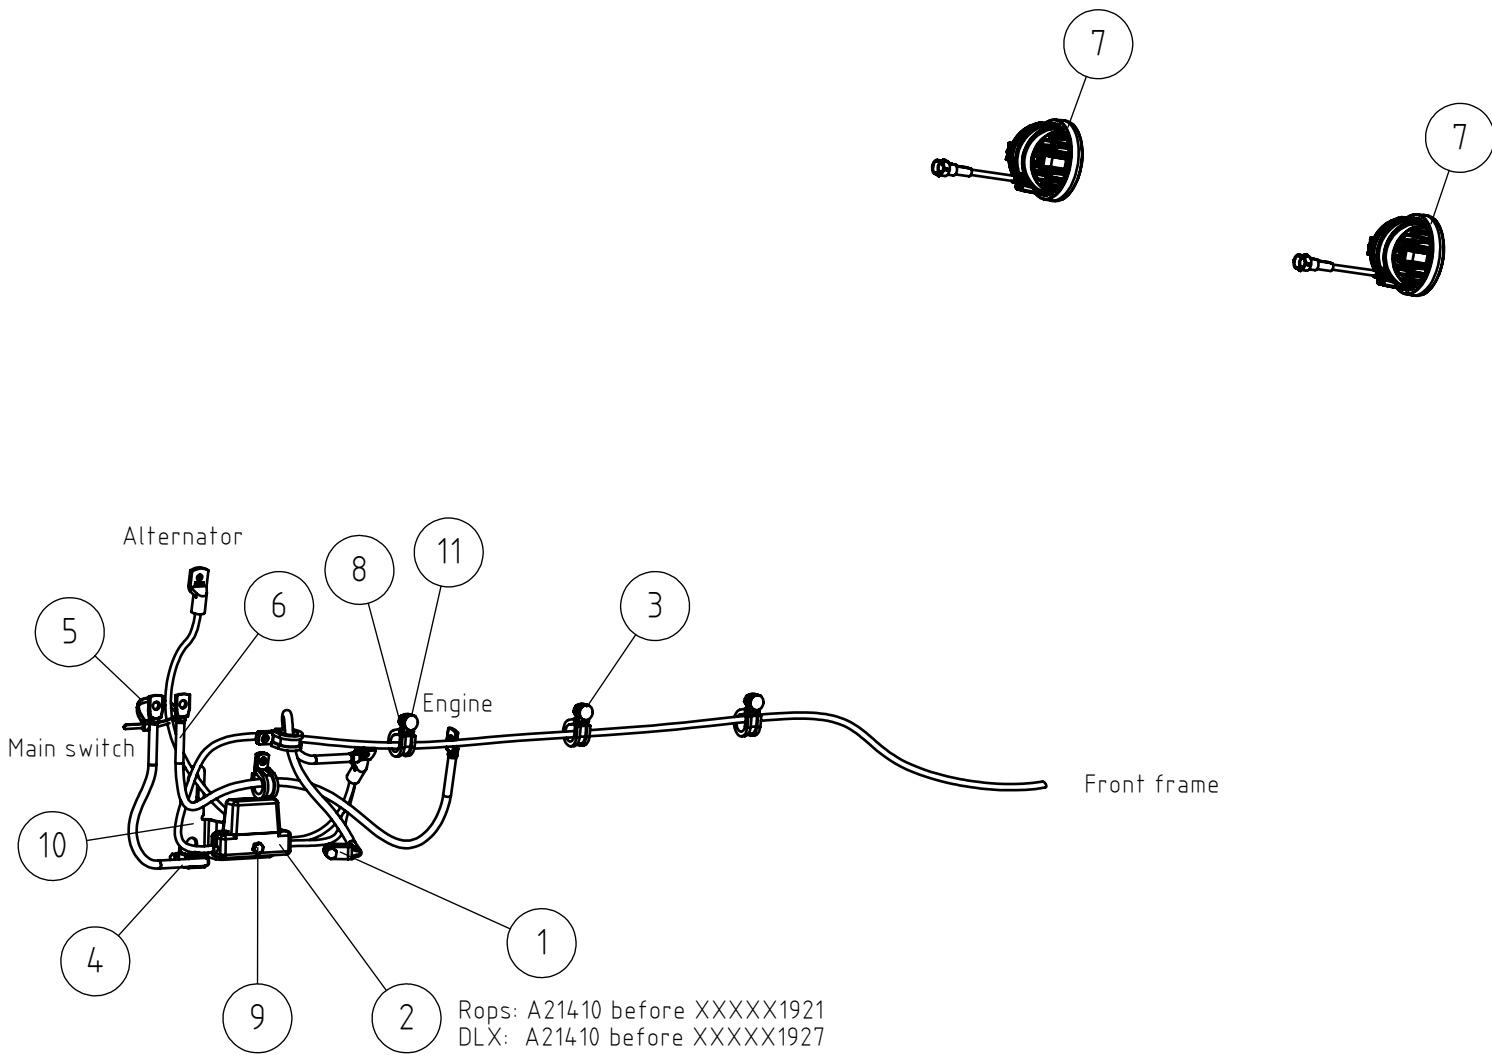 7
7
Alternator
11
8
6
3
5
Engine
Main switch
Front frame
10
1
4
9
2
Rops: A21410 before XXXXX1921
DLX: A21410 before XXXXX1927